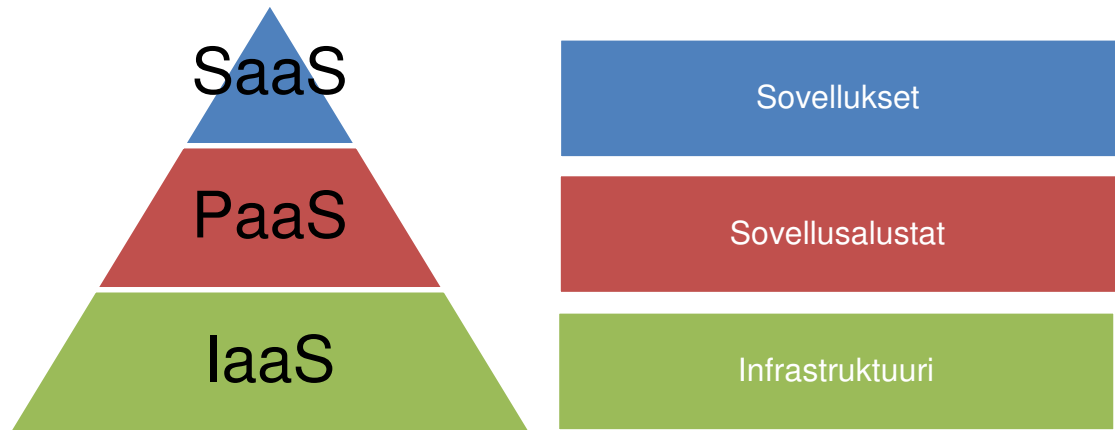 SaaS
Sovellukset
PaaS
Sovellusalustat
IaaS
Infrastruktuuri